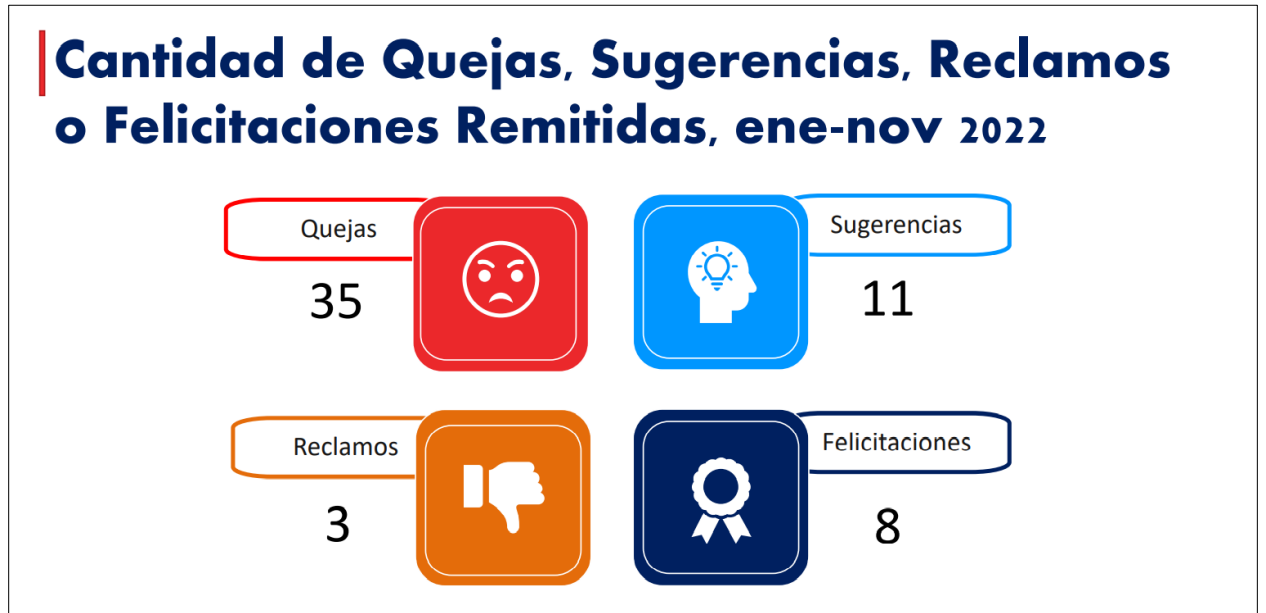 Cantidad de Quejas, Sugerencias, Reclamos
o Felicitaciones Remitidas, ene-nov 2022
Quejas
35
Sugerencias
11
Reclamos
3
Felicitaciones
8